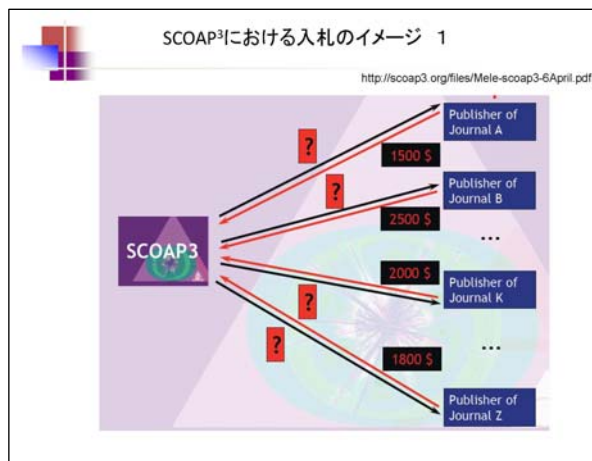 SCOAP³における入札のイメージ 1
http://scoap3.org/files/Mele-scoap3-6April.pdf
Publisher of
Journal A
?
1500 $
?
Publisher of
Journal B
2500 $
SCOAP3
...
2000 $
Publisher of
Journal K
?
?
...
1800 $
Publisher of
Journal Z